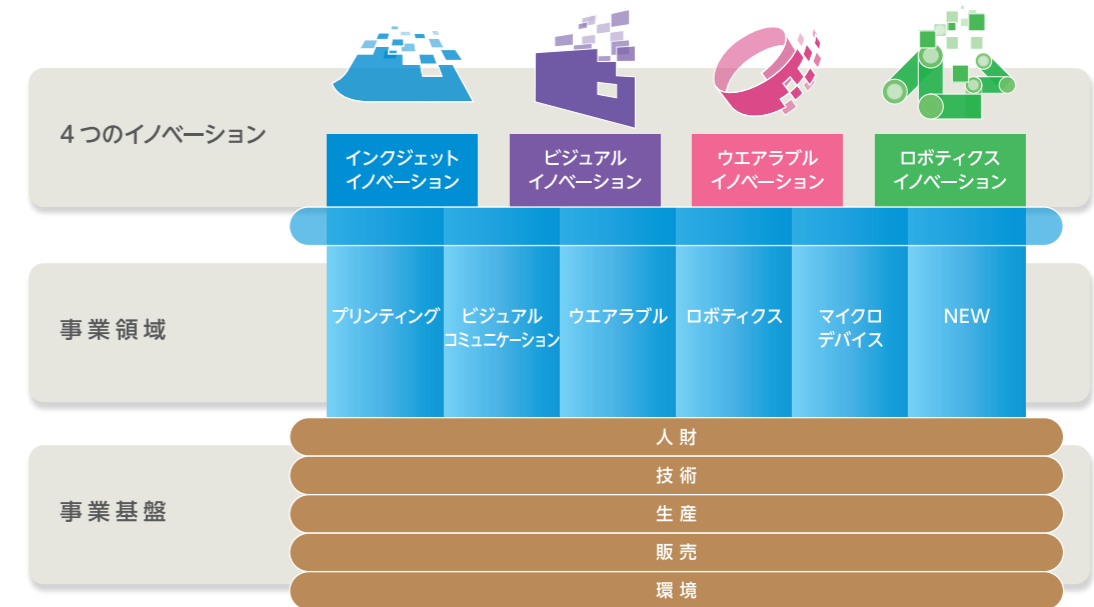 4つのイノベーション
インクジェット
イノベーション
ビジュアル
イノベーション
ウエアラブル
イノベーション
ロボティクス
イノベーション
事業領域
プリンティング
ビジュアル
コミュニケーション
ウエアラブル
ロボティクス
マイクロ
デバイス
NEW
事業基盤
人財
技術
生産
販売
環境